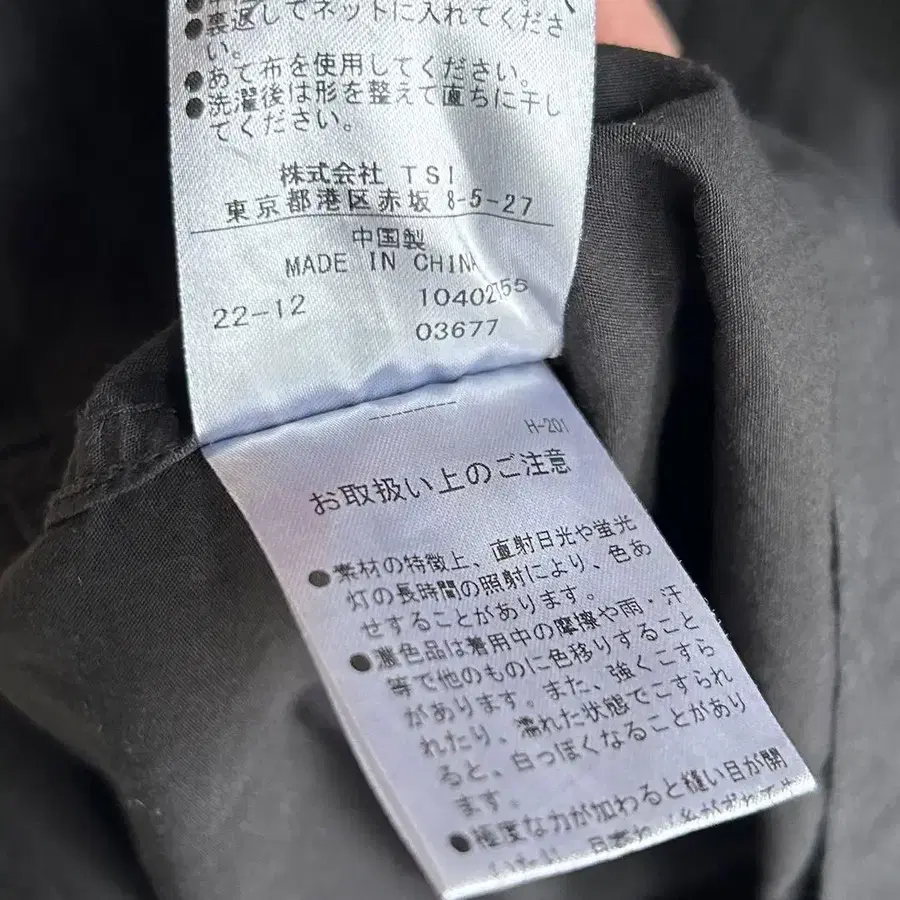 ●裏返してネットに入れてくださ
い。
●あて布を使用してください。
●洗濯後は形を整えて直ちに干し
てください。
株式会社 TSI
東京都港区赤坂 8-5-27
中国製
MADE IN CHINA
22-12 10402755
03677
H-201
お取扱い上のご注意
●素材の特徴上、直射日光や蛍光
灯の長時間の照射により、色あ
せすることがあります。
●濃色品は着用中の摩擦や雨・汗
等で他のものに色移りすること
があります。また、強くこすら
れたり、濡れた状態でこすられ
ると、白っぽくなることがあり
ます。
●極度な力が加わると縫い目が開